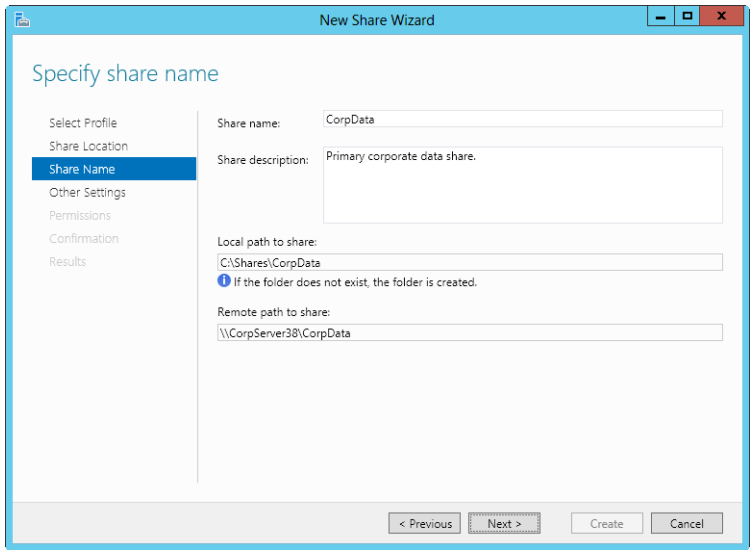 New Share Wizard
Specify share name
Select Profile
Share Location
Share Name
Other Settings
Permissions
Confirmation
Results
Share name:
CorpData
Share description:
Primary corporate data share.
Local path to share:
C:\Shares\CorpData
If the folder does not exist, the folder is created.
Remote path to share:
\\CorpServer38\CorpData
< Previous
Next >
Create
Cancel